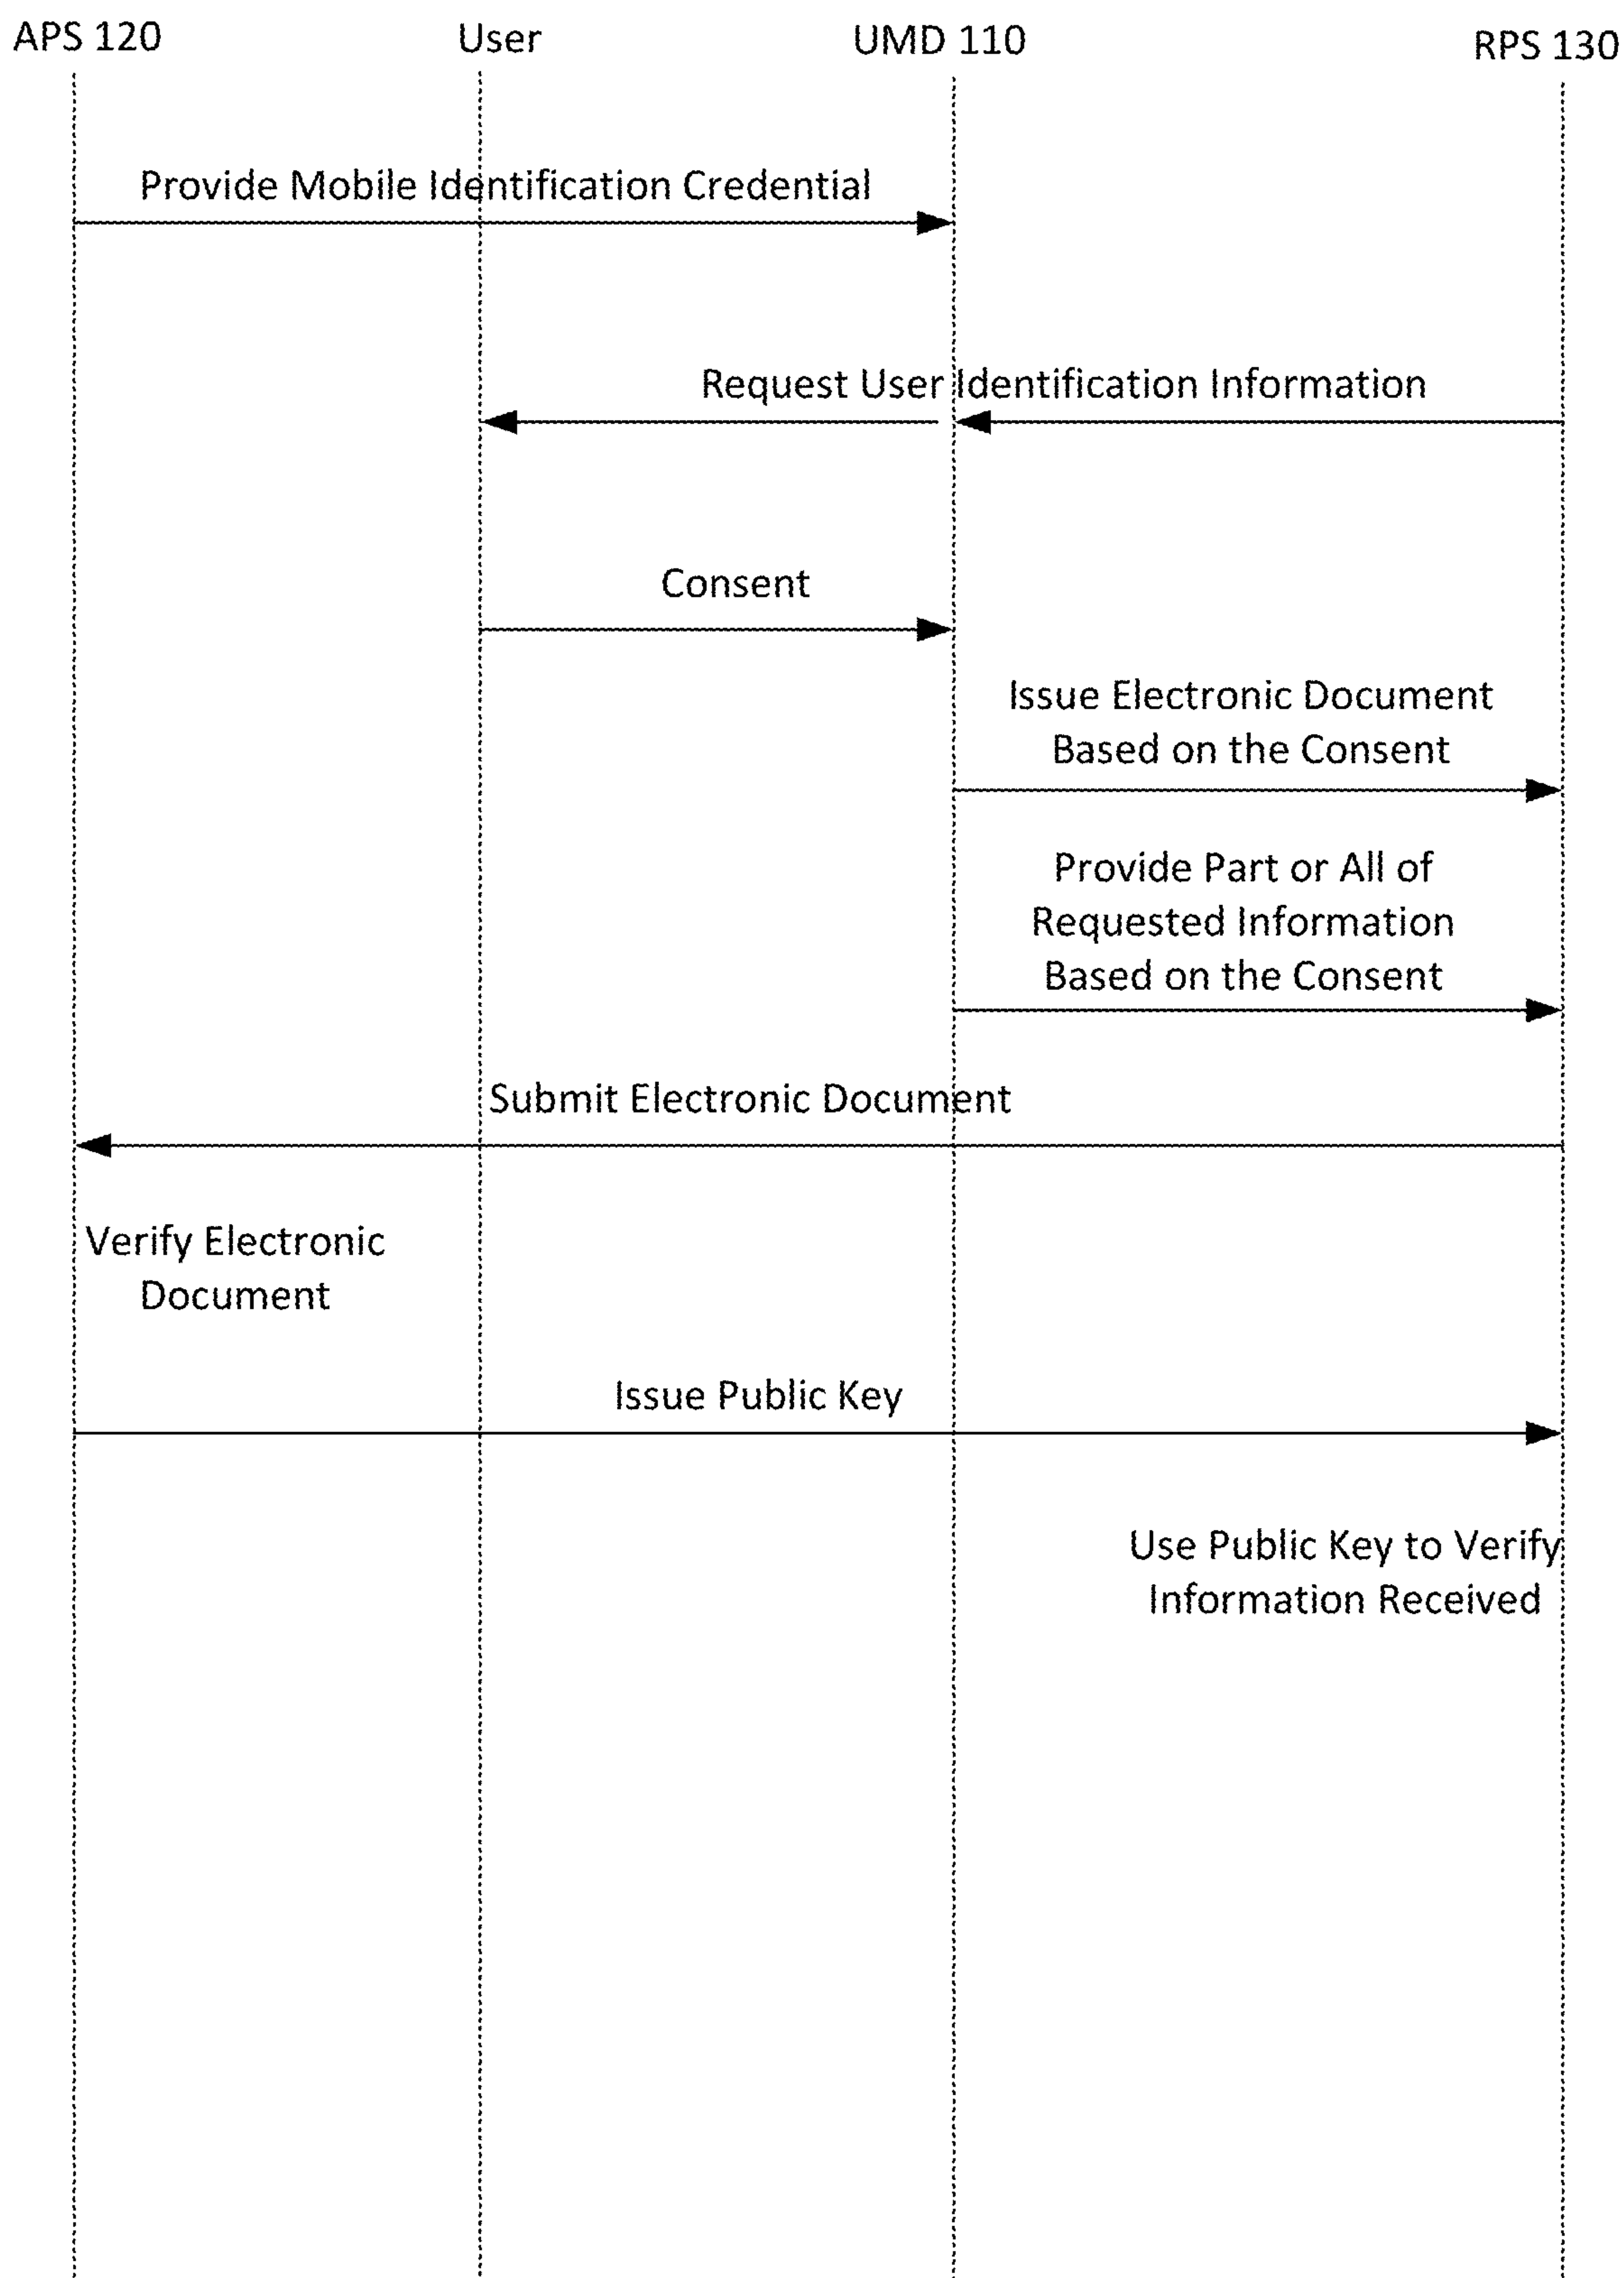 APS 120
User
UMD 110
RPS 130
Provide Mobile Identification Credential
Request User Identification Information
Consent
Issue Electronic Document
Based on the Consent
Provide Part or All of
Requested Information
Based on the Consent
Submit Electronic Document
Verify Electronic
Document
Issue Public Key
Use Public Key to Verify
Information Received